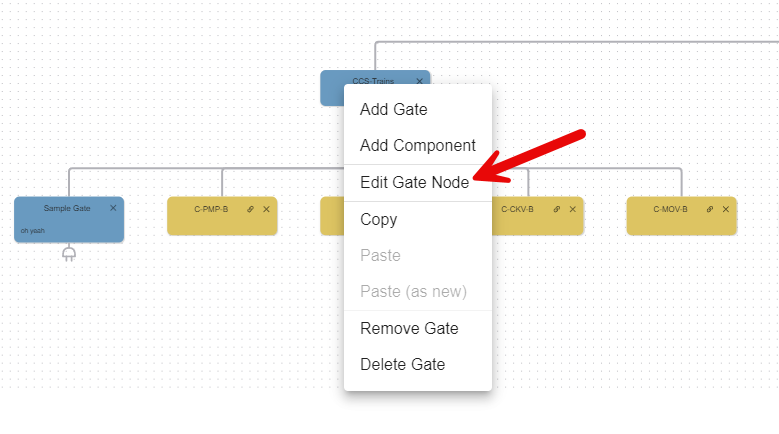 CCS Trains
Add Gate
Add Component
Edit Gate Node
Copy
Paste
Paste (as new)
Remove Gate
Delete Gate
Sample Gate
oh yeah
C-PMP-B
C-CKV-B
C-MOV-B